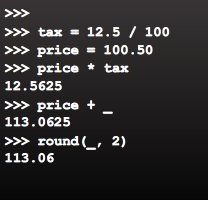 >>>
>>> tax = 12.5 / 100
>>> price = 100.50
>>> price * tax
12.5625
>>> price + _
113.0625
>>> round(_, 2)
113.06